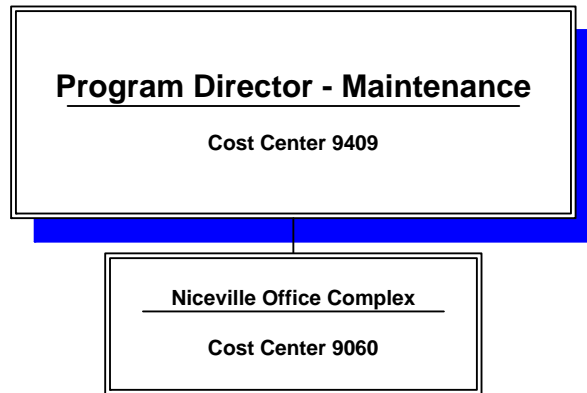 Program Director - Maintenance
Cost Center 9409
Niceville Office Complex
Cost Center 9060